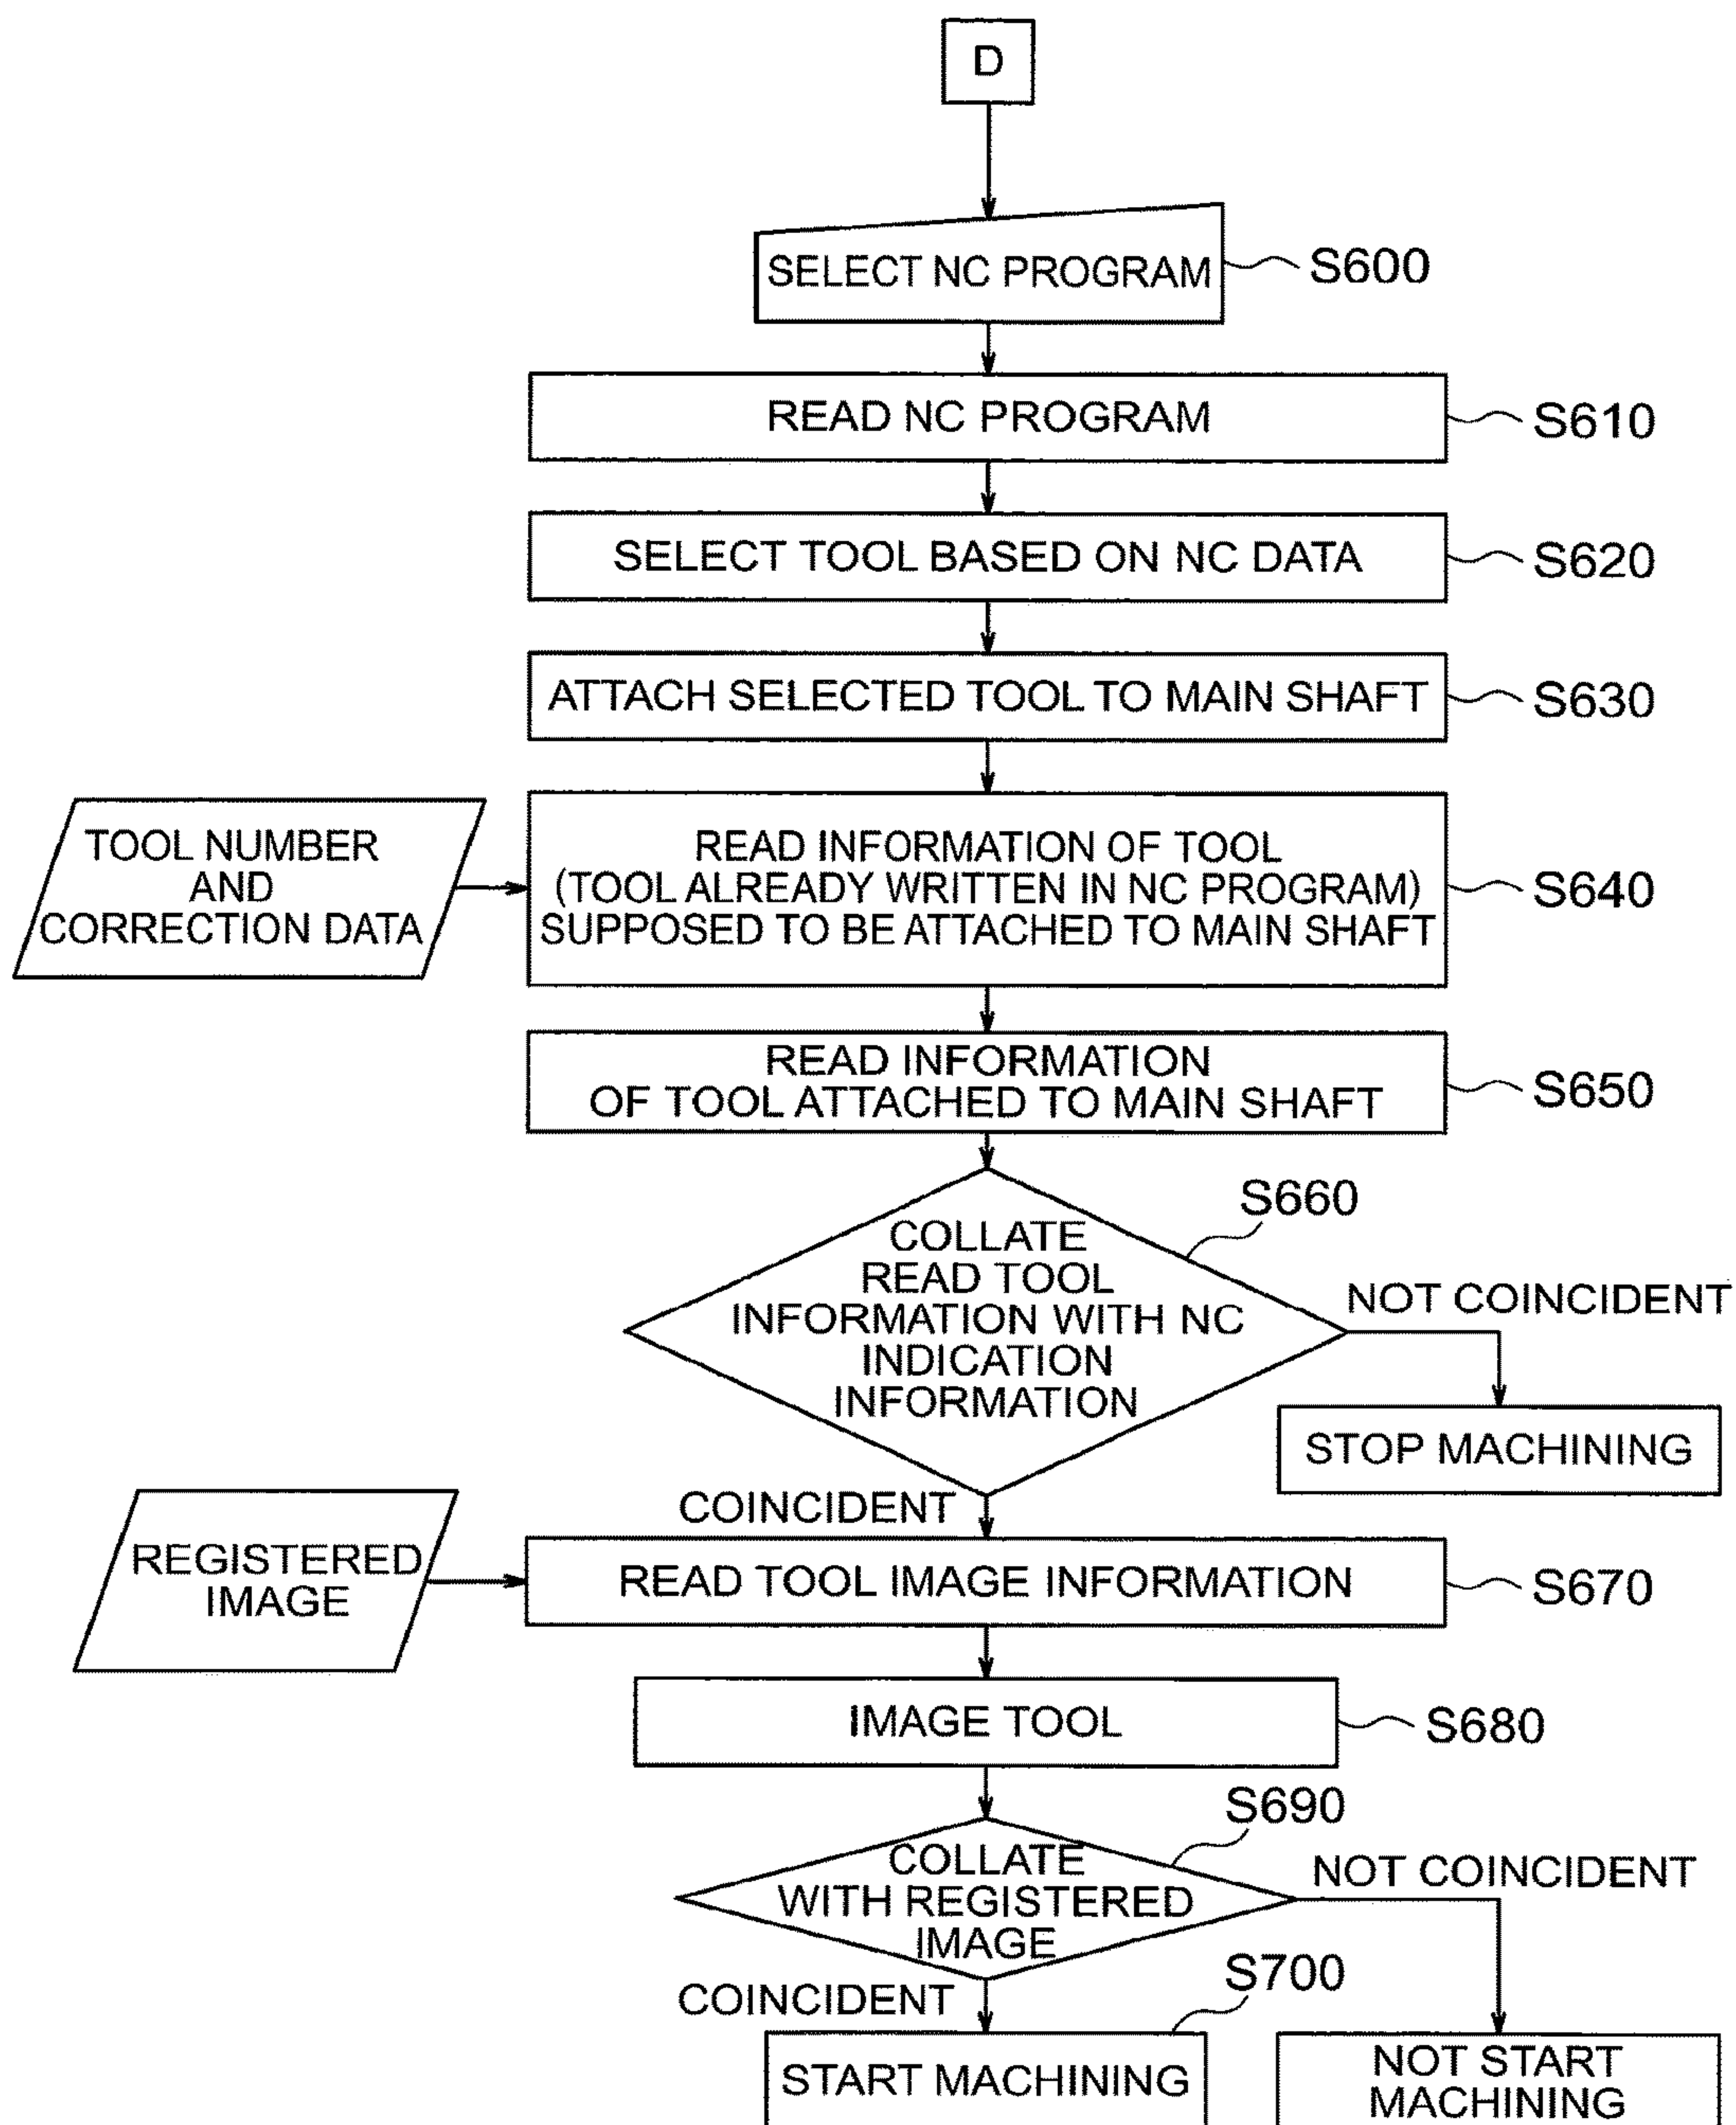 D
SELECT NC PROGRAM
S600
READ NC PROGRAM
S610
SELECT TOOL BASED ON NC DATA
S620
ATTACH SELECTED TOOL TO MAIN SHAFT
S630
TOOL NUMBER
AND
CORRECTION DATA
READ INFORMATION OF TOOL
(TOOL ALREADY WRITTEN IN NC PROGRAM)
SUPPOSED TO BE ATTACHED TO MAIN SHAFT
S640
READ INFORMATION
OF TOOL ATTACHED TO MAIN SHAFT
S650
S660
COLLATE
READ TOOL
INFORMATION WITH NC
INDICATION
INFORMATION
NOT COINCIDENT
STOP MACHINING
COINCIDENT
REGISTERED
IMAGE
READ TOOL IMAGE INFORMATION
S670
IMAGE TOOL
S680
S690
COLLATE
WITH REGISTERED
IMAGE
NOT COINCIDENT
COINCIDENT
S700
START MACHINING
NOT START
MACHINING